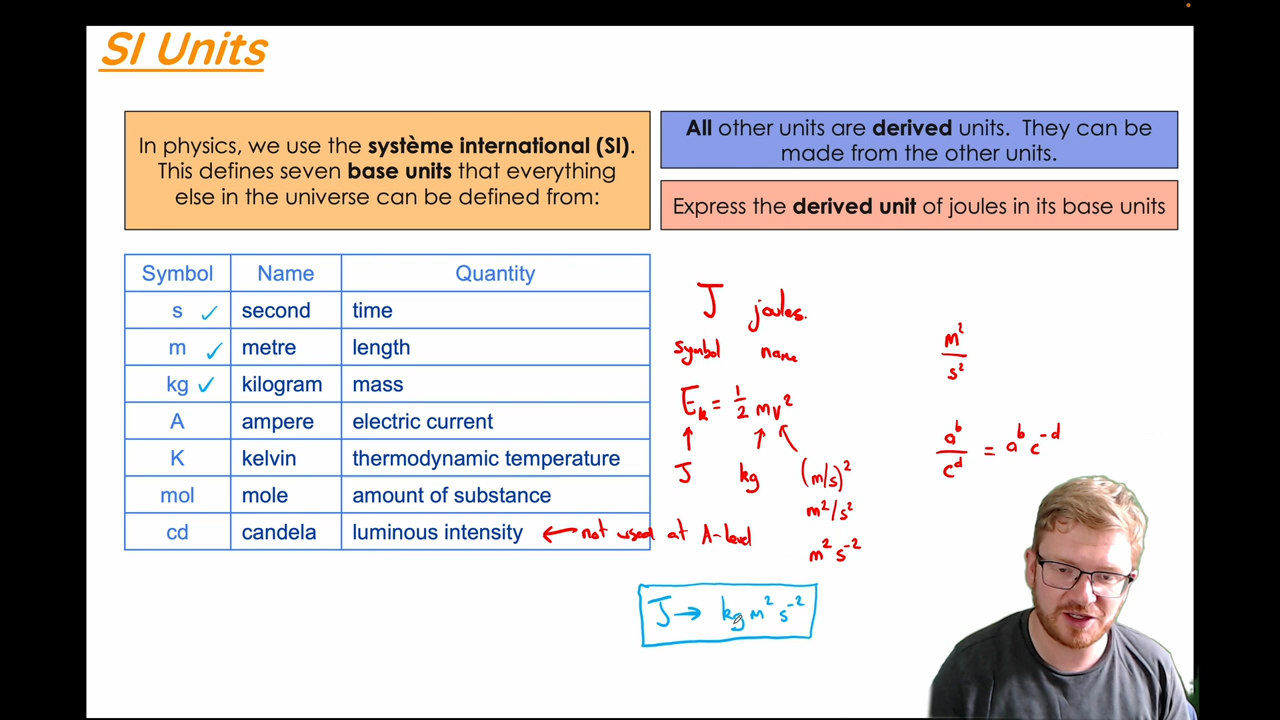 SI Units
In physics, we use the système international (SI).
This defines seven base units that everything
else in the universe can be defined from:
All other units are derived units. They can be
made from the other units.
Express the derived unit of joules in its base units
Symbol Name Quantity
s ✓ second time
m ✓ metre length
kg ✓ kilogram mass
A ampere electric current
K kelvin thermodynamic temperature
mol mole amount of substance
cd candela luminous intensity
← not used at A-level
J joules.
symbol name
Eₖ = ½ mv²
↑ ↑ ↖
J kg (m/s)²
m²/s²
m² s⁻²
J → kg m² s⁻²
m²
s²
aᵇ/cᵈ = aᵇ c⁻ᵈ